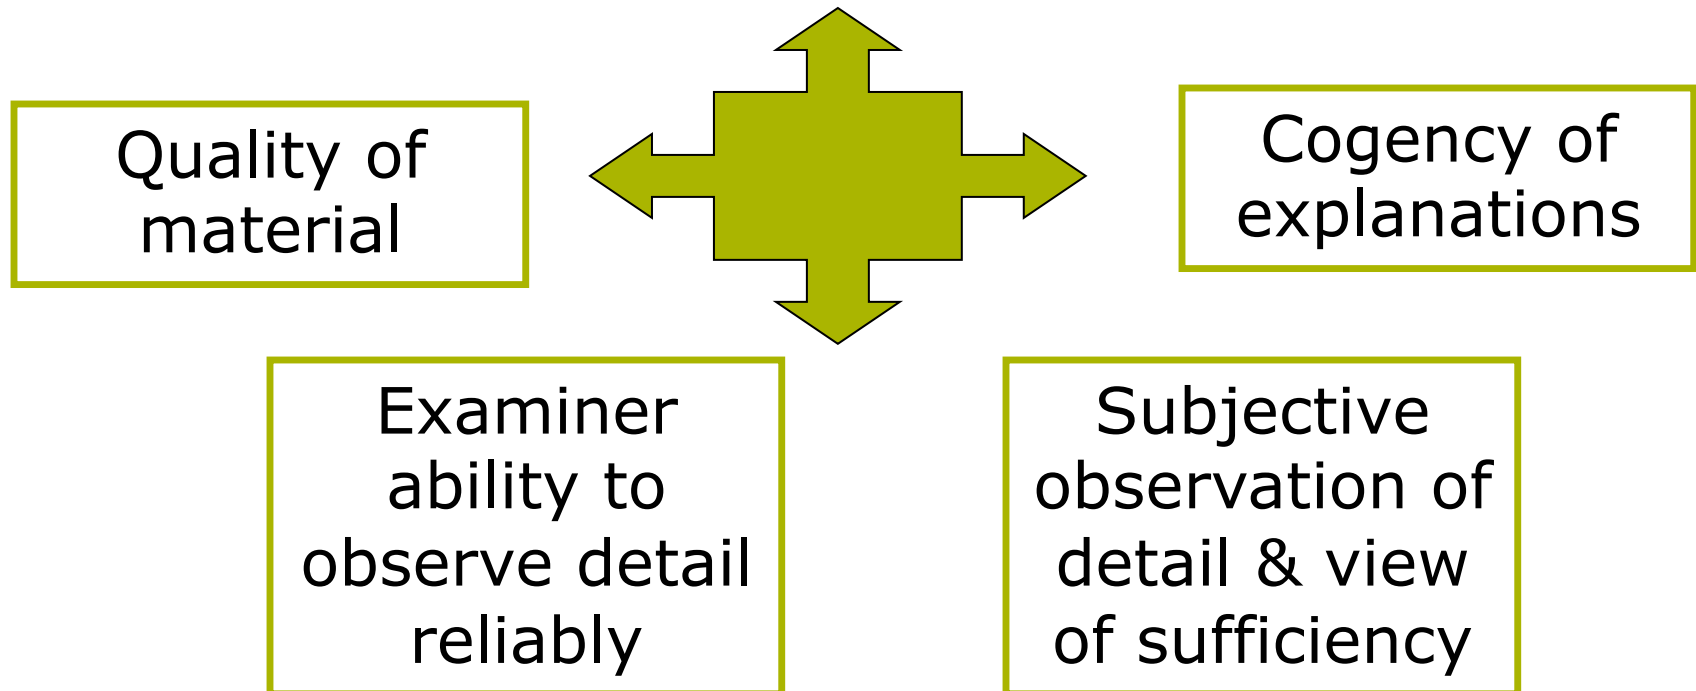 Quality of
material
Cogency of
explanations
Examiner
ability to
observe detail
reliably
Subjective
observation of
detail & view
of sufficiency